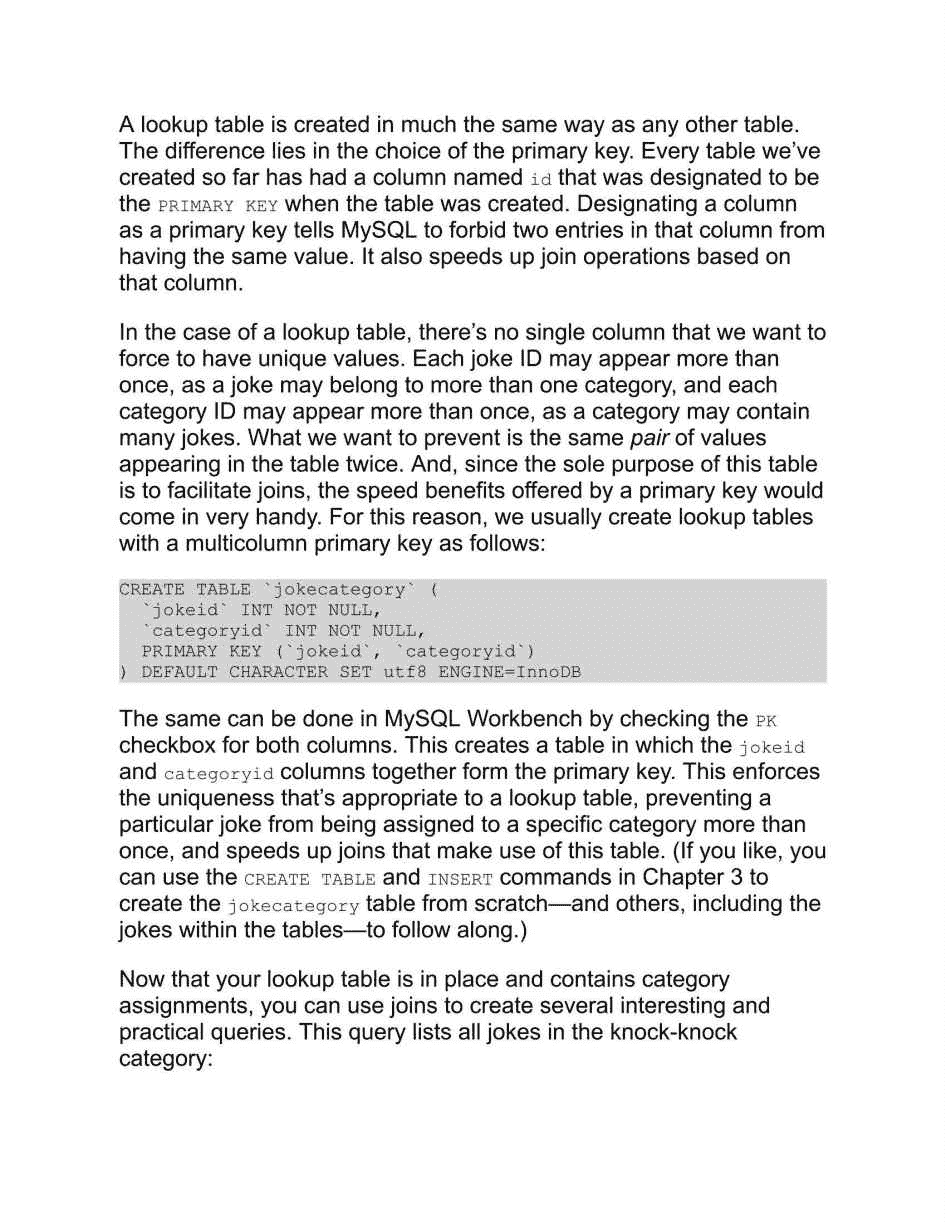 A lookup table is created in much the same way as any other table.
The difference lies in the choice of the primary key. Every table we’ve
created so far has had a column named id that was designated to be
the PRIMARY KEY when the table was created. Designating a column
as a primary key tells MySQL to forbid two entries in that column from
having the same value. It also speeds up join operations based on
that column.
In the case of a lookup table, there’s no single column that we want to
force to have unique values. Each joke ID may appear more than
once, as a joke may belong to more than one category, and each
category ID may appear more than once, as a category may contain
many jokes. What we want to prevent is the same pair of values
appearing in the table twice. And, since the sole purpose of this table
is to facilitate joins, the speed benefits offered by a primary key would
come in very handy. For this reason, we usually create lookup tables
with a multicolumn primary key as follows:
CREATE TABLE `jokecategory` (
  `jokeid` INT NOT NULL,
  `categoryid` INT NOT NULL,
  PRIMARY KEY (`jokeid`, `categoryid`)
) DEFAULT CHARACTER SET utf8 ENGINE=InnoDB
The same can be done in MySQL Workbench by checking the PK
checkbox for both columns. This creates a table in which the jokeid
and categoryid columns together form the primary key. This enforces
the uniqueness that’s appropriate to a lookup table, preventing a
particular joke from being assigned to a specific category more than
once, and speeds up joins that make use of this table. (If you like, you
can use the CREATE TABLE and INSERT commands in Chapter 3 to
create the jokecategory table from scratch—and others, including the
jokes within the tables—to follow along.)
Now that your lookup table is in place and contains category
assignments, you can use joins to create several interesting and
practical queries. This query lists all jokes in the knock-knock
category: